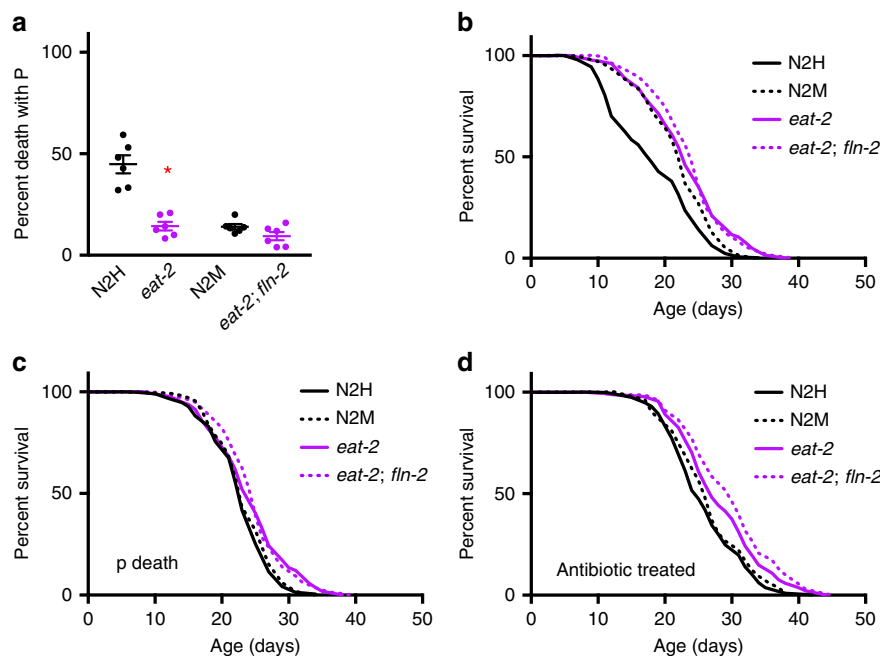 a
Percent death with P
100
50
0
*
N2H
eat-2
N2M
eat-2; fln-2
b
Percent survival
100
50
0
0 10 20 30 40 50
Age (days)
N2H
N2M
eat-2
eat-2; fln-2
c
Percent survival
100
50
0
0 10 20 30 40 50
Age (days)
N2H
N2M
eat-2
eat-2; fln-2
p death
d
Percent survival
100
50
0
0 10 20 30 40 50
Age (days)
N2H
N2M
eat-2
eat-2; fln-2
Antibiotic treated